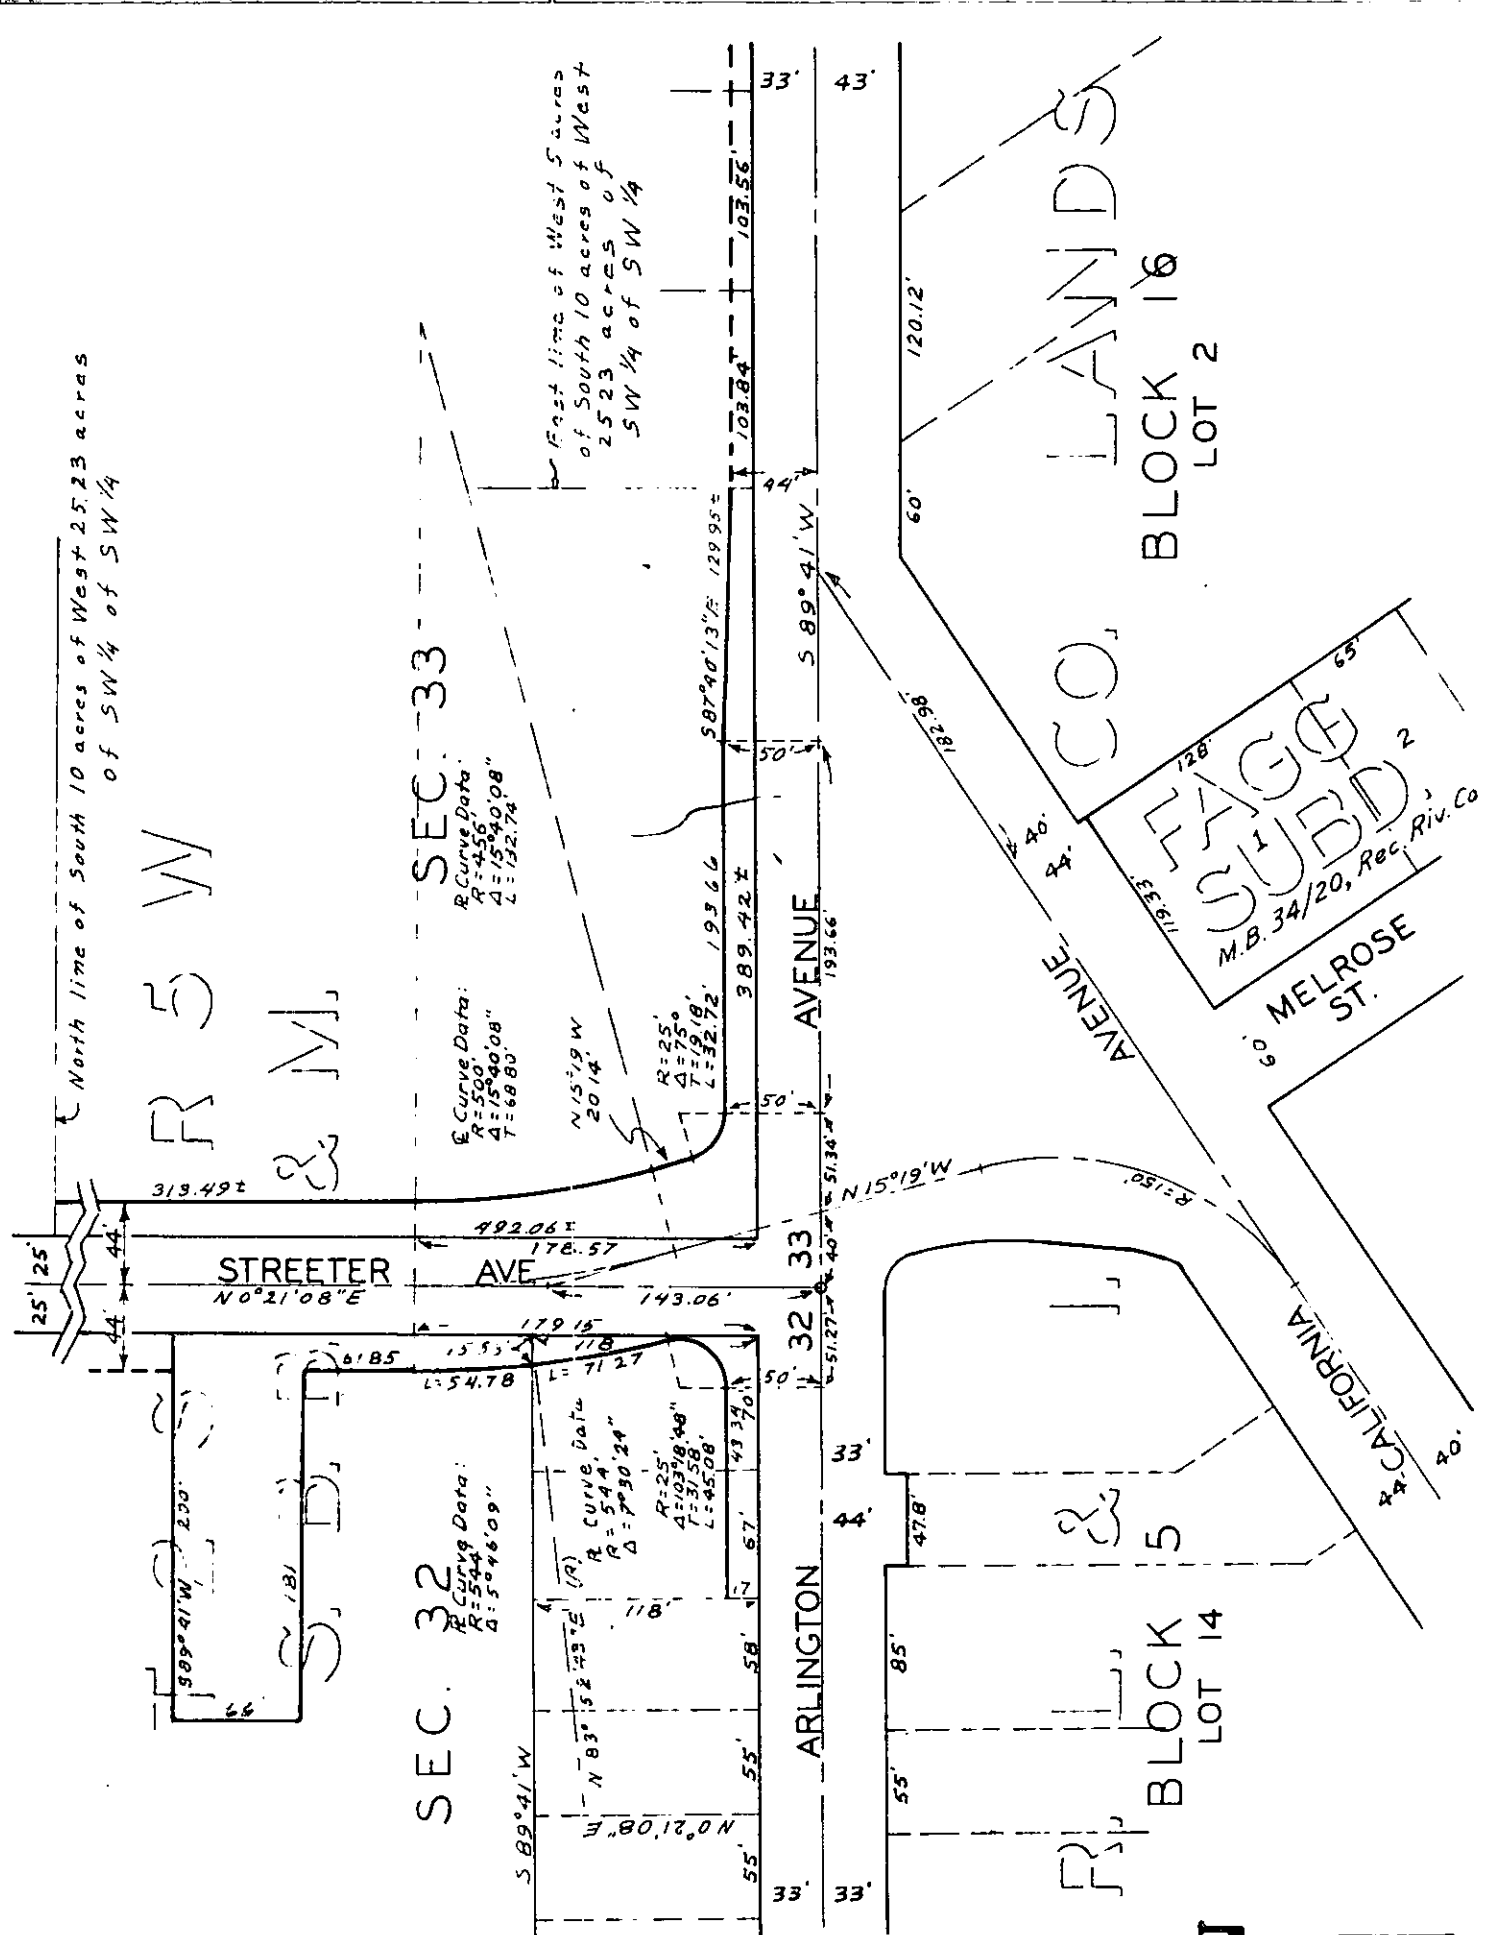 North line of South 10 acres of West 25.23 acres
of SW 1/4 of SW 1/4
East line of West 5 acres
of South 10 acres of West
25 23 acres of
SW 1/4 of SW 1/4
R 5 W
& M.
SEC. 33
℄ Curve Data:
R=500'
Δ=15°40'08"
T=68 80'
℞ Curve Data:
R=456'
Δ=15°40'08"
L=132.74'
N15°19'W
20 14'
R=25'
Δ=75°
T=19.18'
L=32.72'
313.49±
492.06±
178.57
STREETER AVE.
N 0°21'08"E
143.06'
25' 25'
44' 44'
179 15
118
15.55'
61 85
L=54.78
L= 71 27
S89°41'W 200'
181
SEC. 32
℞ Curve Data:
R=544'
Δ=5°46'09"
℞ Curve Data
R=544'
Δ=7°30'24"
R=25'
Δ=103°18'48"
T=31 58'
L=45.08'
S 89°41'W
N 83° 52'43"E (R)
N 0°21'08"E
118'
55'
55'
58'
17
67'
43 34
70'
50'
50'
50'
44'
193 66
389.42±
S87°40'13"E 129 95±
103.84'
103.56'
33' 43'
S 89°41'W
193.66'
ARLINGTON AVENUE
32 33
51.27'
40'
51.34'
33' 33'
33'
44'
47.8'
85'
55'
N 15°19'W
R=150'
182.98'
40'
44'
CALIFORNIA AVENUE
44'
40'
60'
120.12'
119.33'
128'
65'
FAGG
SUBD.
1
2
M.B. 34/20, Rec. Riv. Co
MELROSE
ST.
60'
R. L. & I. CO. LANDS
BLOCK 16
LOT 2
BLOCK 5
LOT 14